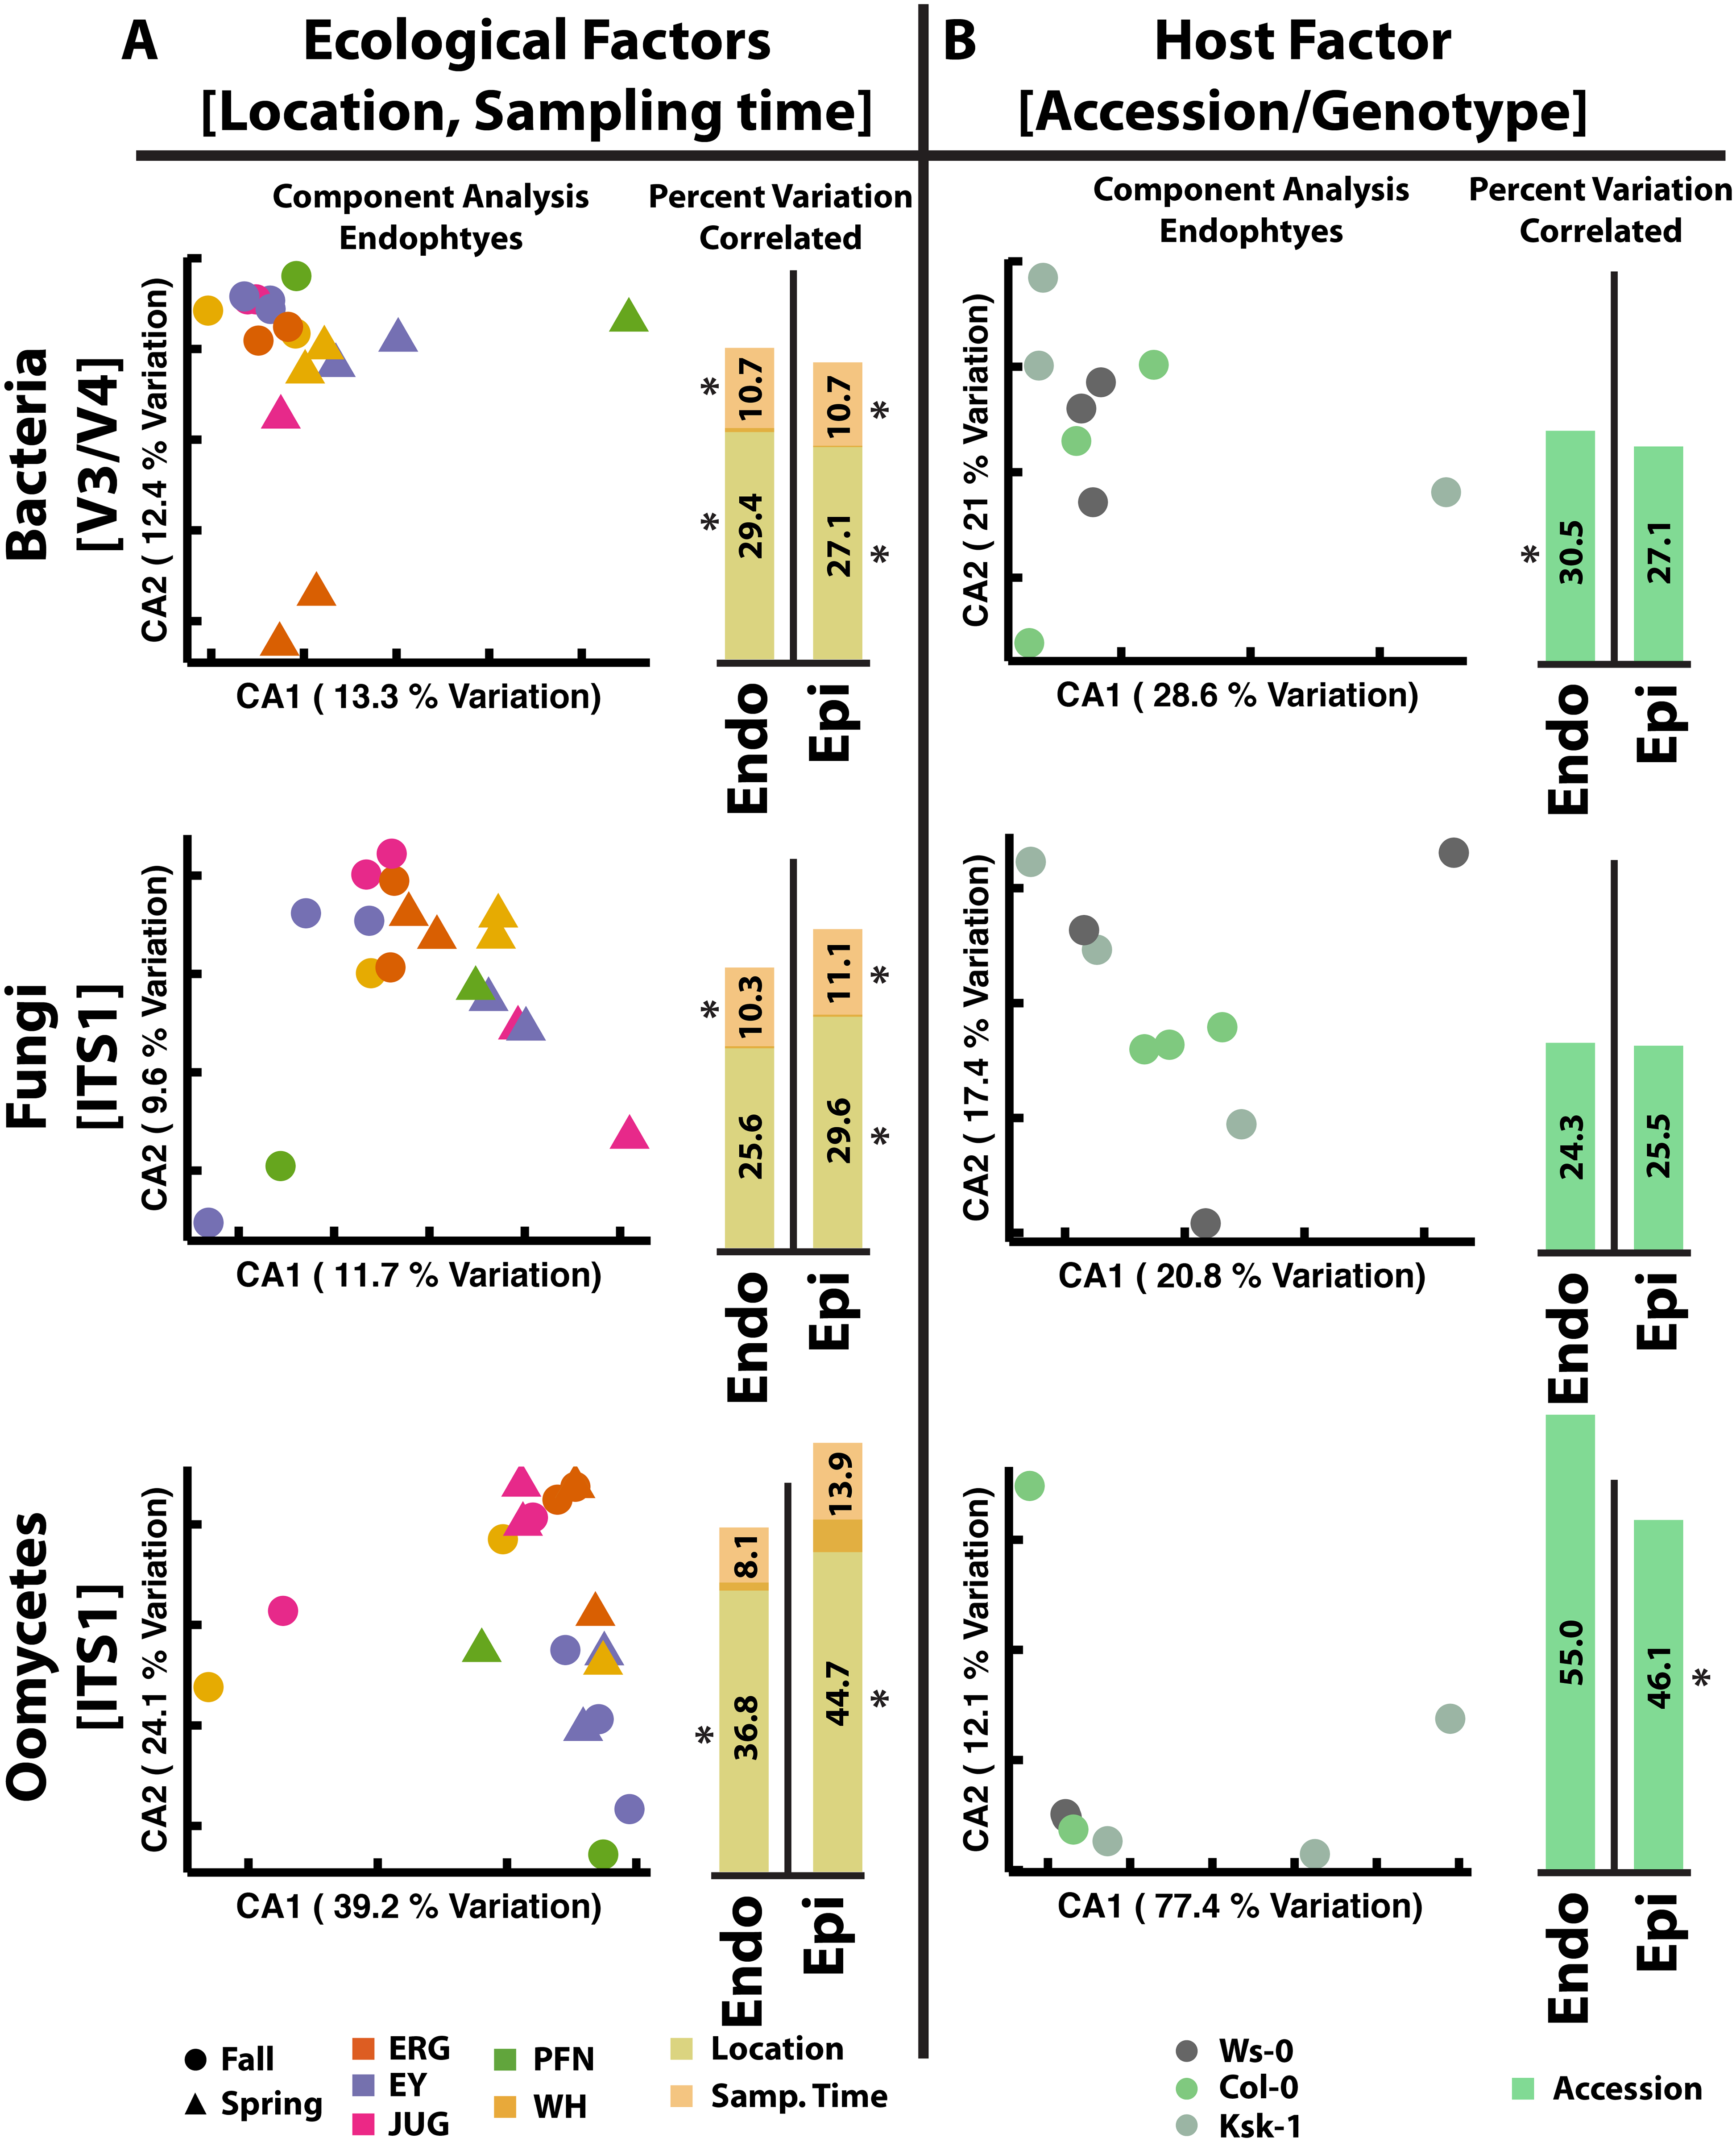 A
Ecological Factors
[Location, Sampling time]
B
Host Factor
[Accession/Genotype]
Component Analysis
Endophtyes
Percent Variation
Correlated
Component Analysis
Endophtyes
Percent Variation
Correlated
Bacteria
[V3/V4]
CA2 ( 12.4 % Variation)
CA1 ( 13.3 % Variation)
*
10.7
*
29.4
10.7
*
27.1
*
Endo
Epi
CA2 ( 21 % Variation)
CA1 ( 28.6 % Variation)
*
30.5
27.1
Endo
Epi
Fungi
[ITS1]
CA2 ( 9.6 % Variation)
CA1 ( 11.7 % Variation)
*
10.3
25.6
11.1
*
29.6
*
Endo
Epi
CA2 ( 17.4 % Variation)
CA1 ( 20.8 % Variation)
24.3
25.5
Endo
Epi
Oomycetes
[ITS1]
CA2 ( 24.1 % Variation)
CA1 ( 39.2 % Variation)
8.1
*
36.8
13.9
44.7
*
Endo
Epi
CA2 ( 12.1 % Variation)
CA1 ( 77.4 % Variation)
55.0
46.1
*
Endo
Epi
Fall
Spring
ERG
EY
JUG
PFN
WH
Location
Samp. Time
Ws-0
Col-0
Ksk-1
Accession